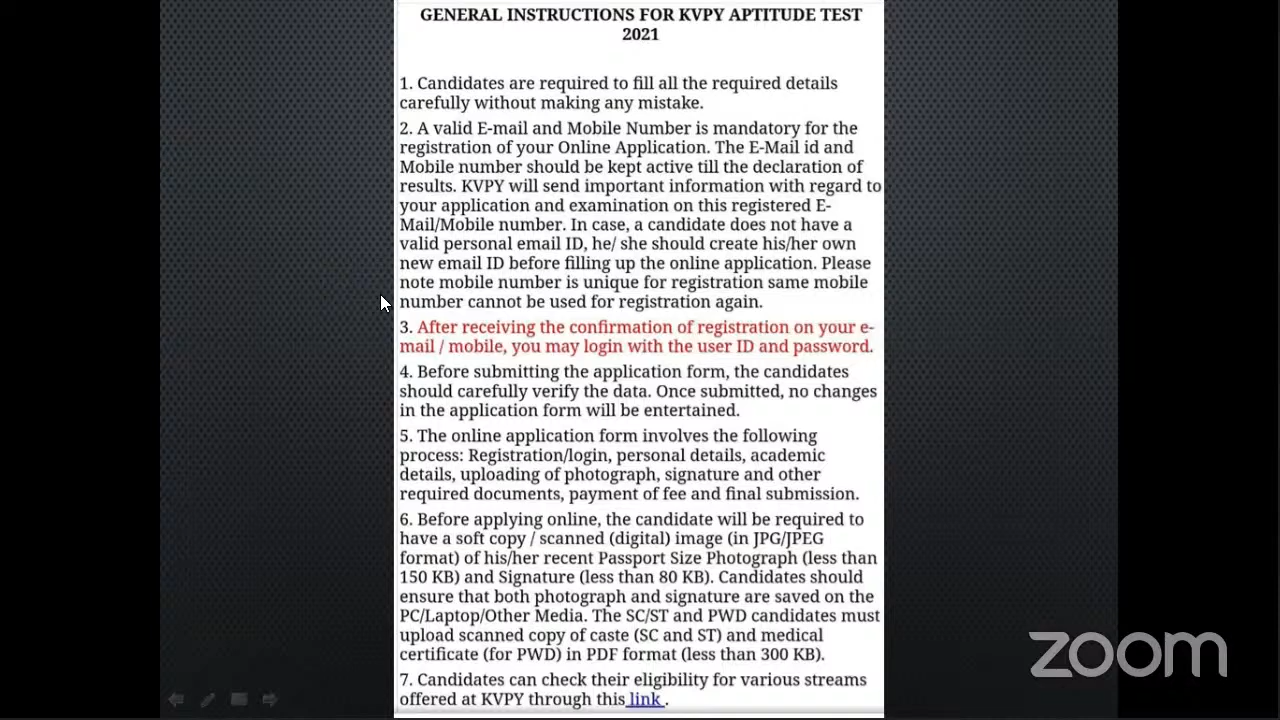 GENERAL INSTRUCTIONS FOR KVPY APTITUDE TEST
2021
1. Candidates are required to fill all the required details
carefully without making any mistake.
2. A valid E-mail and Mobile Number is mandatory for the
registration of your Online Application. The E-Mail id and
Mobile number should be kept active till the declaration of
results. KVPY will send important information with regard to
your application and examination on this registered E-
Mail/Mobile number. In case, a candidate does not have a
valid personal email ID, he/ she should create his/her own
new email ID before filling up the online application. Please
note mobile number is unique for registration same mobile
number cannot be used for registration again.
3. After receiving the confirmation of registration on your e-
mail / mobile, you may login with the user ID and password.
4. Before submitting the application form, the candidates
should carefully verify the data. Once submitted, no changes
in the application form will be entertained.
5. The online application form involves the following
process: Registration/login, personal details, academic
details, uploading of photograph, signature and other
required documents, payment of fee and final submission.
6. Before applying online, the candidate will be required to
have a soft copy / scanned (digital) image (in JPG/JPEG
format) of his/her recent Passport Size Photograph (less than
150 KB) and Signature (less than 80 KB). Candidates should
ensure that both photograph and signature are saved on the
PC/Laptop/Other Media. The SC/ST and PWD candidates must
upload scanned copy of caste (SC and ST) and medical
certificate (for PWD) in PDF format (less than 300 KB).
7. Candidates can check their eligibility for various streams
offered at KVPY through this link .
zoom